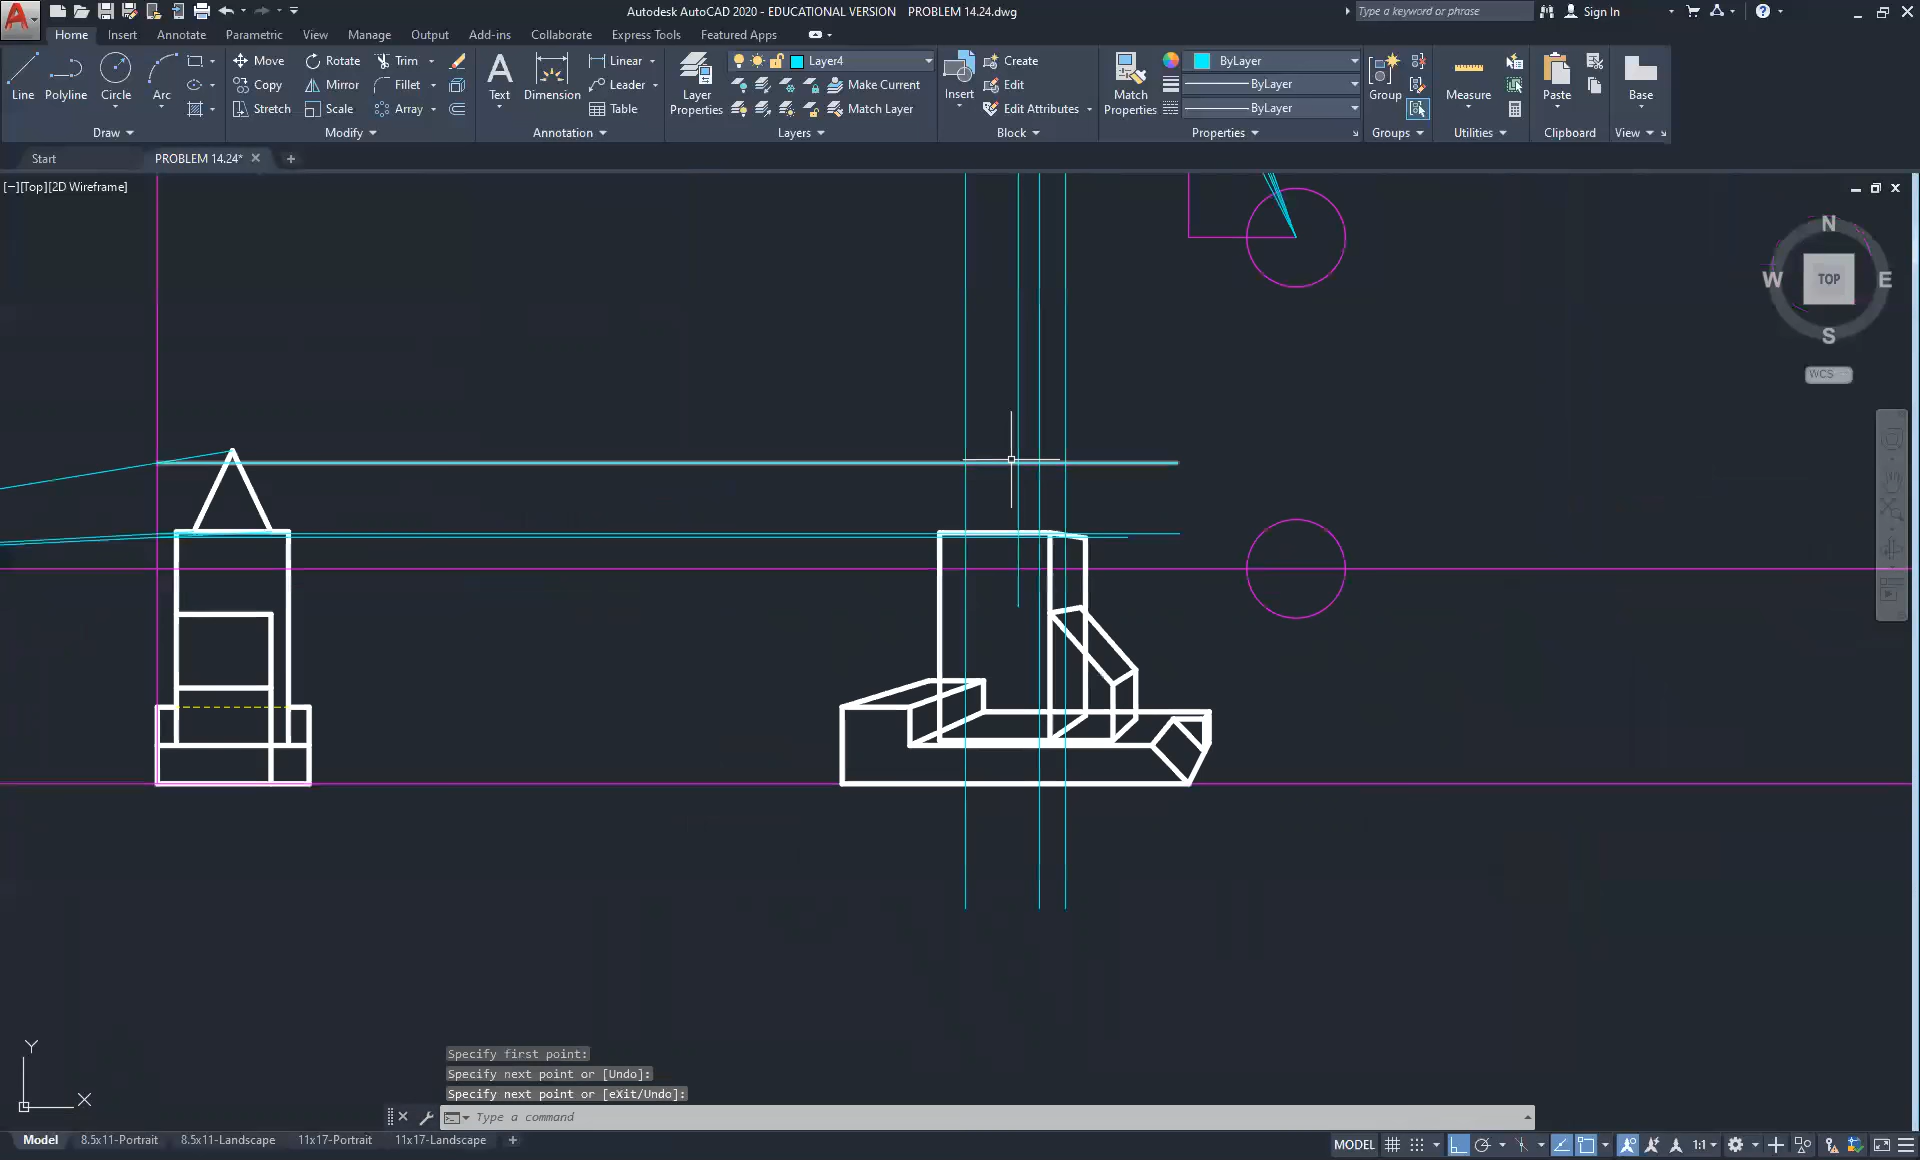 Autodesk AutoCAD 2020 - EDUCATIONAL VERSION PROBLEM 14.24.dwg
Type a keyword or phrase
Sign In
Home Insert Annotate Parametric View Manage Output Add-ins Collaborate Express Tools Featured Apps
Line Polyline Circle Arc
Move Rotate Trim
Copy Mirror Fillet
Stretch Scale Array
Text Dimension
Linear
Leader
Table
Layer Properties
Layer4
Make Current
Match Layer
Insert
Create
Edit
Edit Attributes
Match Properties
ByLayer
ByLayer
ByLayer
Group
Measure
Paste
Base
Draw Modify Annotation Layers Block Properties Groups Utilities Clipboard View
Start PROBLEM 14.24*
[−][Top][2D Wireframe]
N
W TOP E
S
WCS
Y
X
Specify first point:
Specify next point or [Undo]:
Specify next point or [eXit/Undo]:
Type a command
Model 8.5x11-Portrait 8.5x11-Landscape 11x17-Portrait 11x17-Landscape
MODEL 1:1